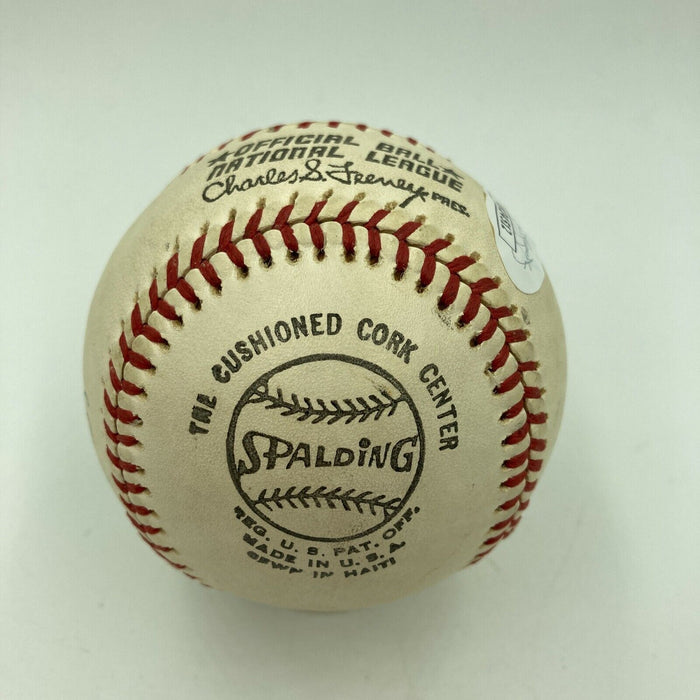 ★OFFICIAL BALL★
NATIONAL LEAGUE
Charles S. Feeney PRES.
THE CUSHIONED CORK CENTER
SPALDING
REG. U. S. PAT. OFF.
MADE IN U.S.A.
SEWN IN HAITI